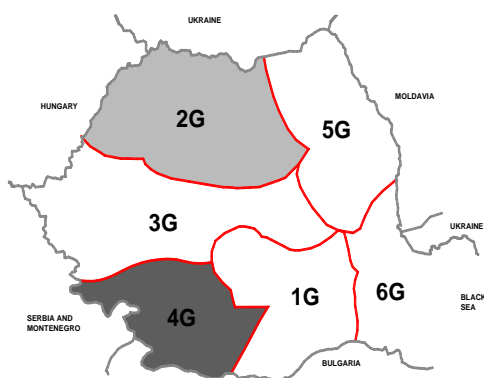 UKRAINE
MOLDAVIA
HUNGARY
2G
5G
3G
UKRAINE
1G
6G
4G
BLACK
SEA
SERBIA AND
MONTENEGRO
BULGARIA